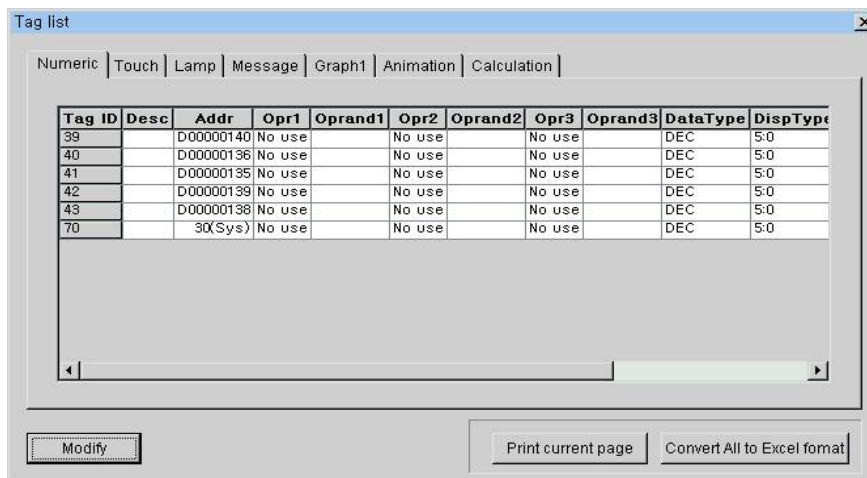 Tag list
Numeric Touch Lamp Message Graph1 Animation Calculation
Tag ID Desc Addr Opr1 Oprand1 Opr2 Oprand2 Opr3 Oprand3 DataType DispType
39 D00000140 No use No use No use DEC 5:0
40 D00000136 No use No use No use DEC 5:0
41 D00000135 No use No use No use DEC 5:0
42 D00000139 No use No use No use DEC 5:0
43 D00000138 No use No use No use DEC 5:0
70 30(Sys) No use No use No use DEC 5:0
Modify Print current page Convert All to Excel fomat